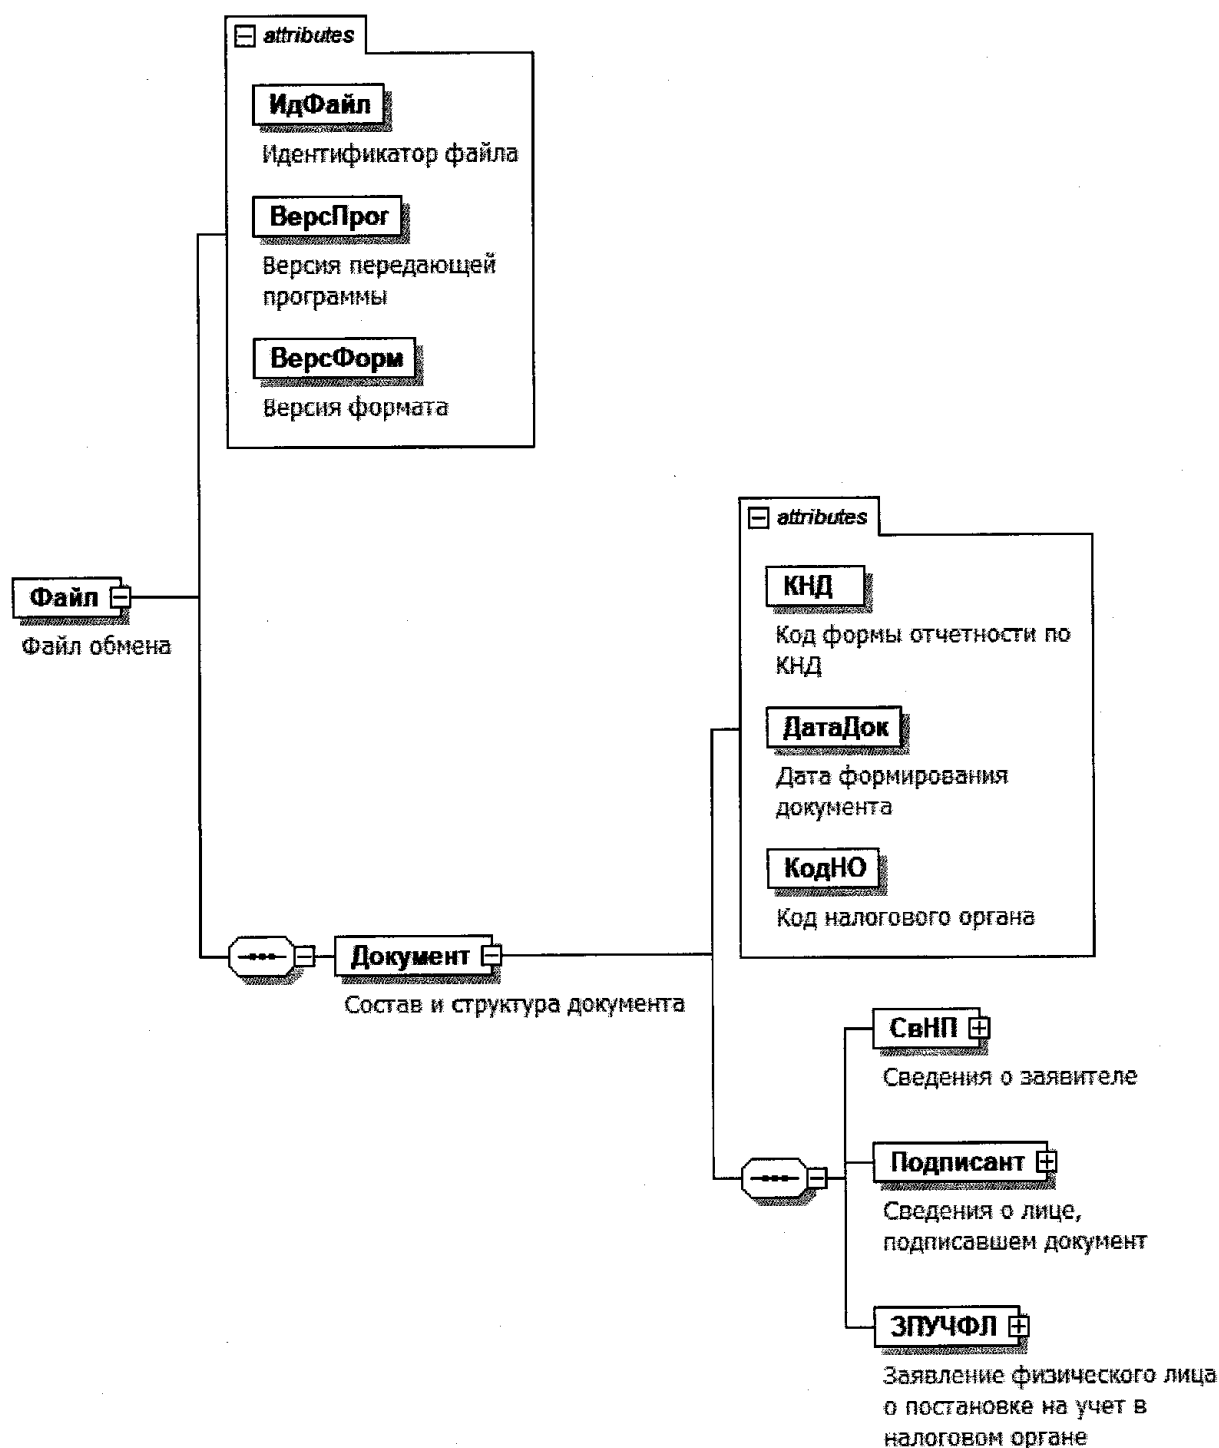 attributes
ИдФайл
Идентификатор файла
ВерсПрог
Версия передающей
программы
ВерсФорм
Версия формата
Файл
Файл обмена
attributes
КНД
Код формы отчетности по
КНД
ДатаДок
Дата формирования
документа
КодНО
Код налогового органа
Документ
Состав и структура документа
СвНП
Сведения о заявителе
Подписант
Сведения о лице,
подписавшем документ
ЗПУЧФЛ
Заявление физического лица
о постановке на учет в
налоговом органе